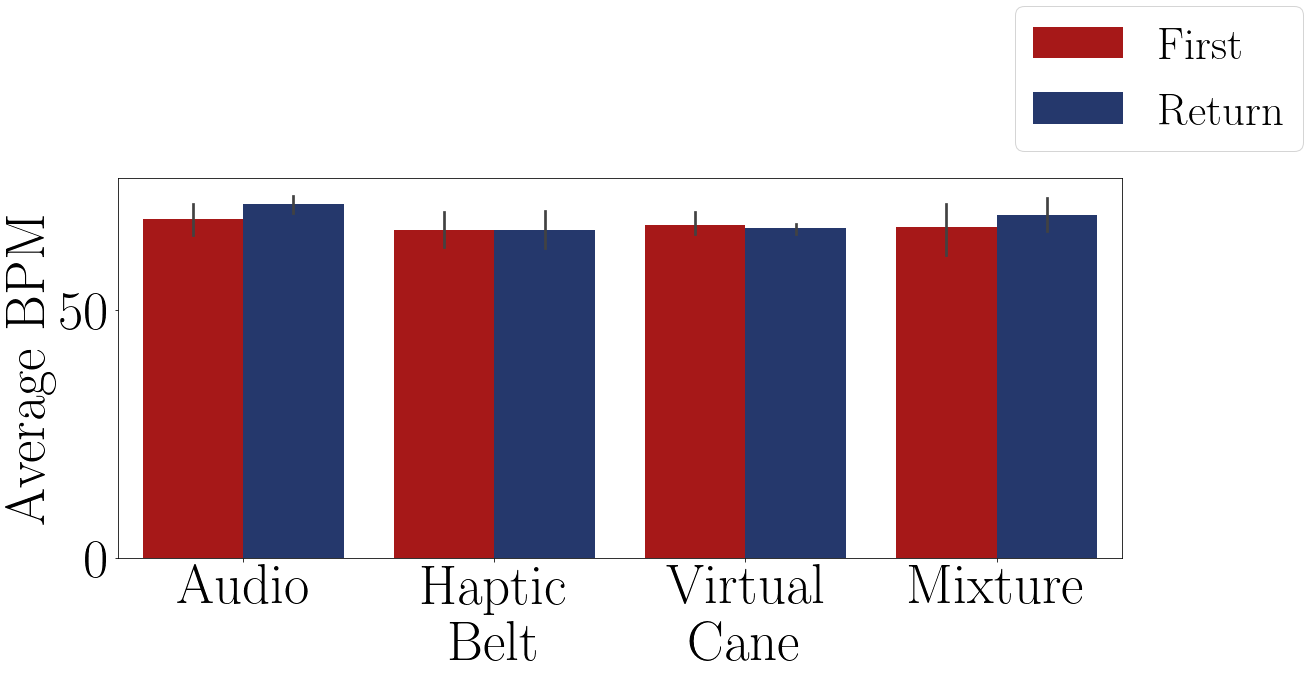 First
Return
Average BPM
50
0
Audio
Haptic
Belt
Virtual
Cane
Mixture